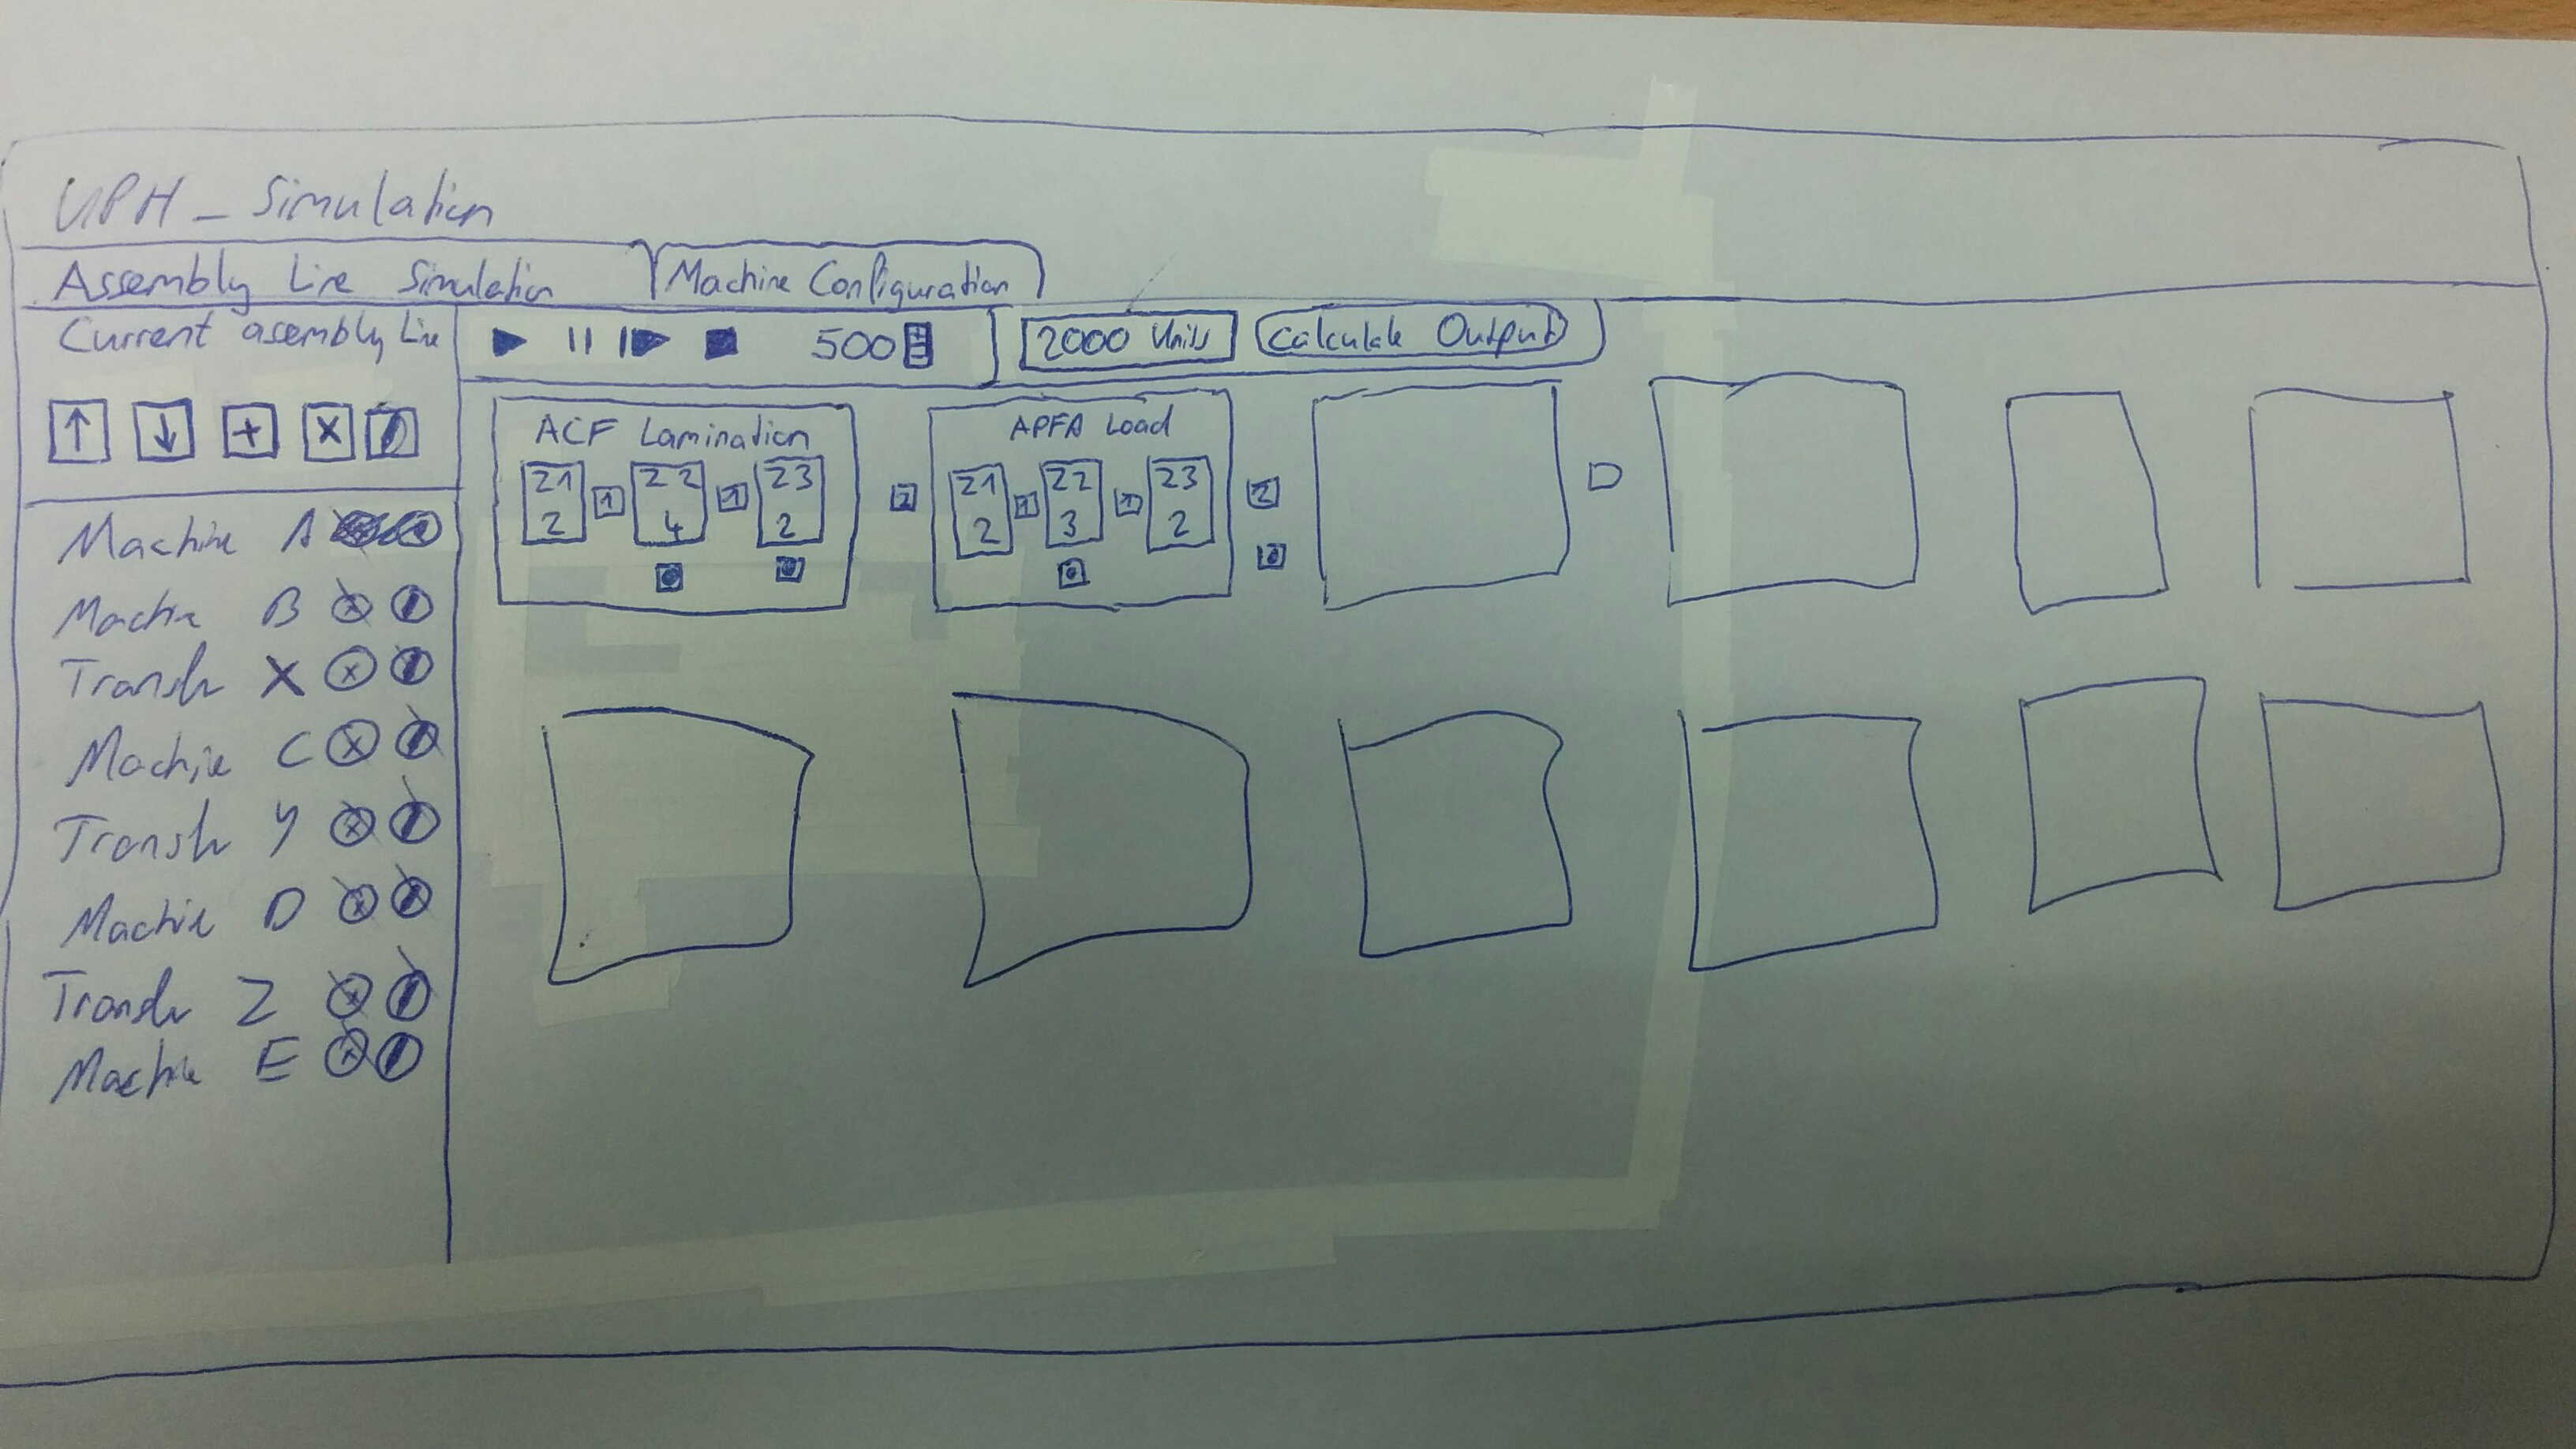 UPH_Simulation
Assembly Line Simulation
Machine Configuration
Current asembly Line
500
2000 Units
Calculate Output
↑ ↓ + X
ACF Lamination
Z1 1 Z2 1 Z3
2 4 2
2
APFA Load
Z1 1 Z2 1 Z3
2 3 2
2
Machine A
Machine B
Transfer X
Machine C
Transfer Y
Machine D
Transfer Z
Machine E